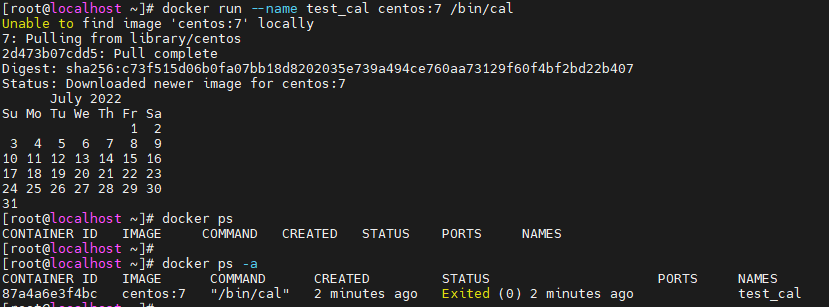 [root@localhost ~]# docker run --name test_cal centos:7 /bin/cal
Unable to find image 'centos:7' locally
7: Pulling from library/centos
2d473b07cdd5: Pull complete
Digest: sha256:c73f515d06b0fa07bb18d8202035e739a494ce760aa73129f60f4bf2bd22b407
Status: Downloaded newer image for centos:7
      July 2022
Su Mo Tu We Th Fr Sa
                1  2
 3  4  5  6  7  8  9
10 11 12 13 14 15 16
17 18 19 20 21 22 23
24 25 26 27 28 29 30
31
[root@localhost ~]# docker ps
CONTAINER ID   IMAGE     COMMAND   CREATED   STATUS    PORTS     NAMES
[root@localhost ~]#
[root@localhost ~]# docker ps -a
CONTAINER ID   IMAGE      COMMAND      CREATED         STATUS                     PORTS     NAMES
87a4a6e3f4bc   centos:7   "/bin/cal"   2 minutes ago   Exited (0) 2 minutes ago             test_cal
[root@localhost ~]#